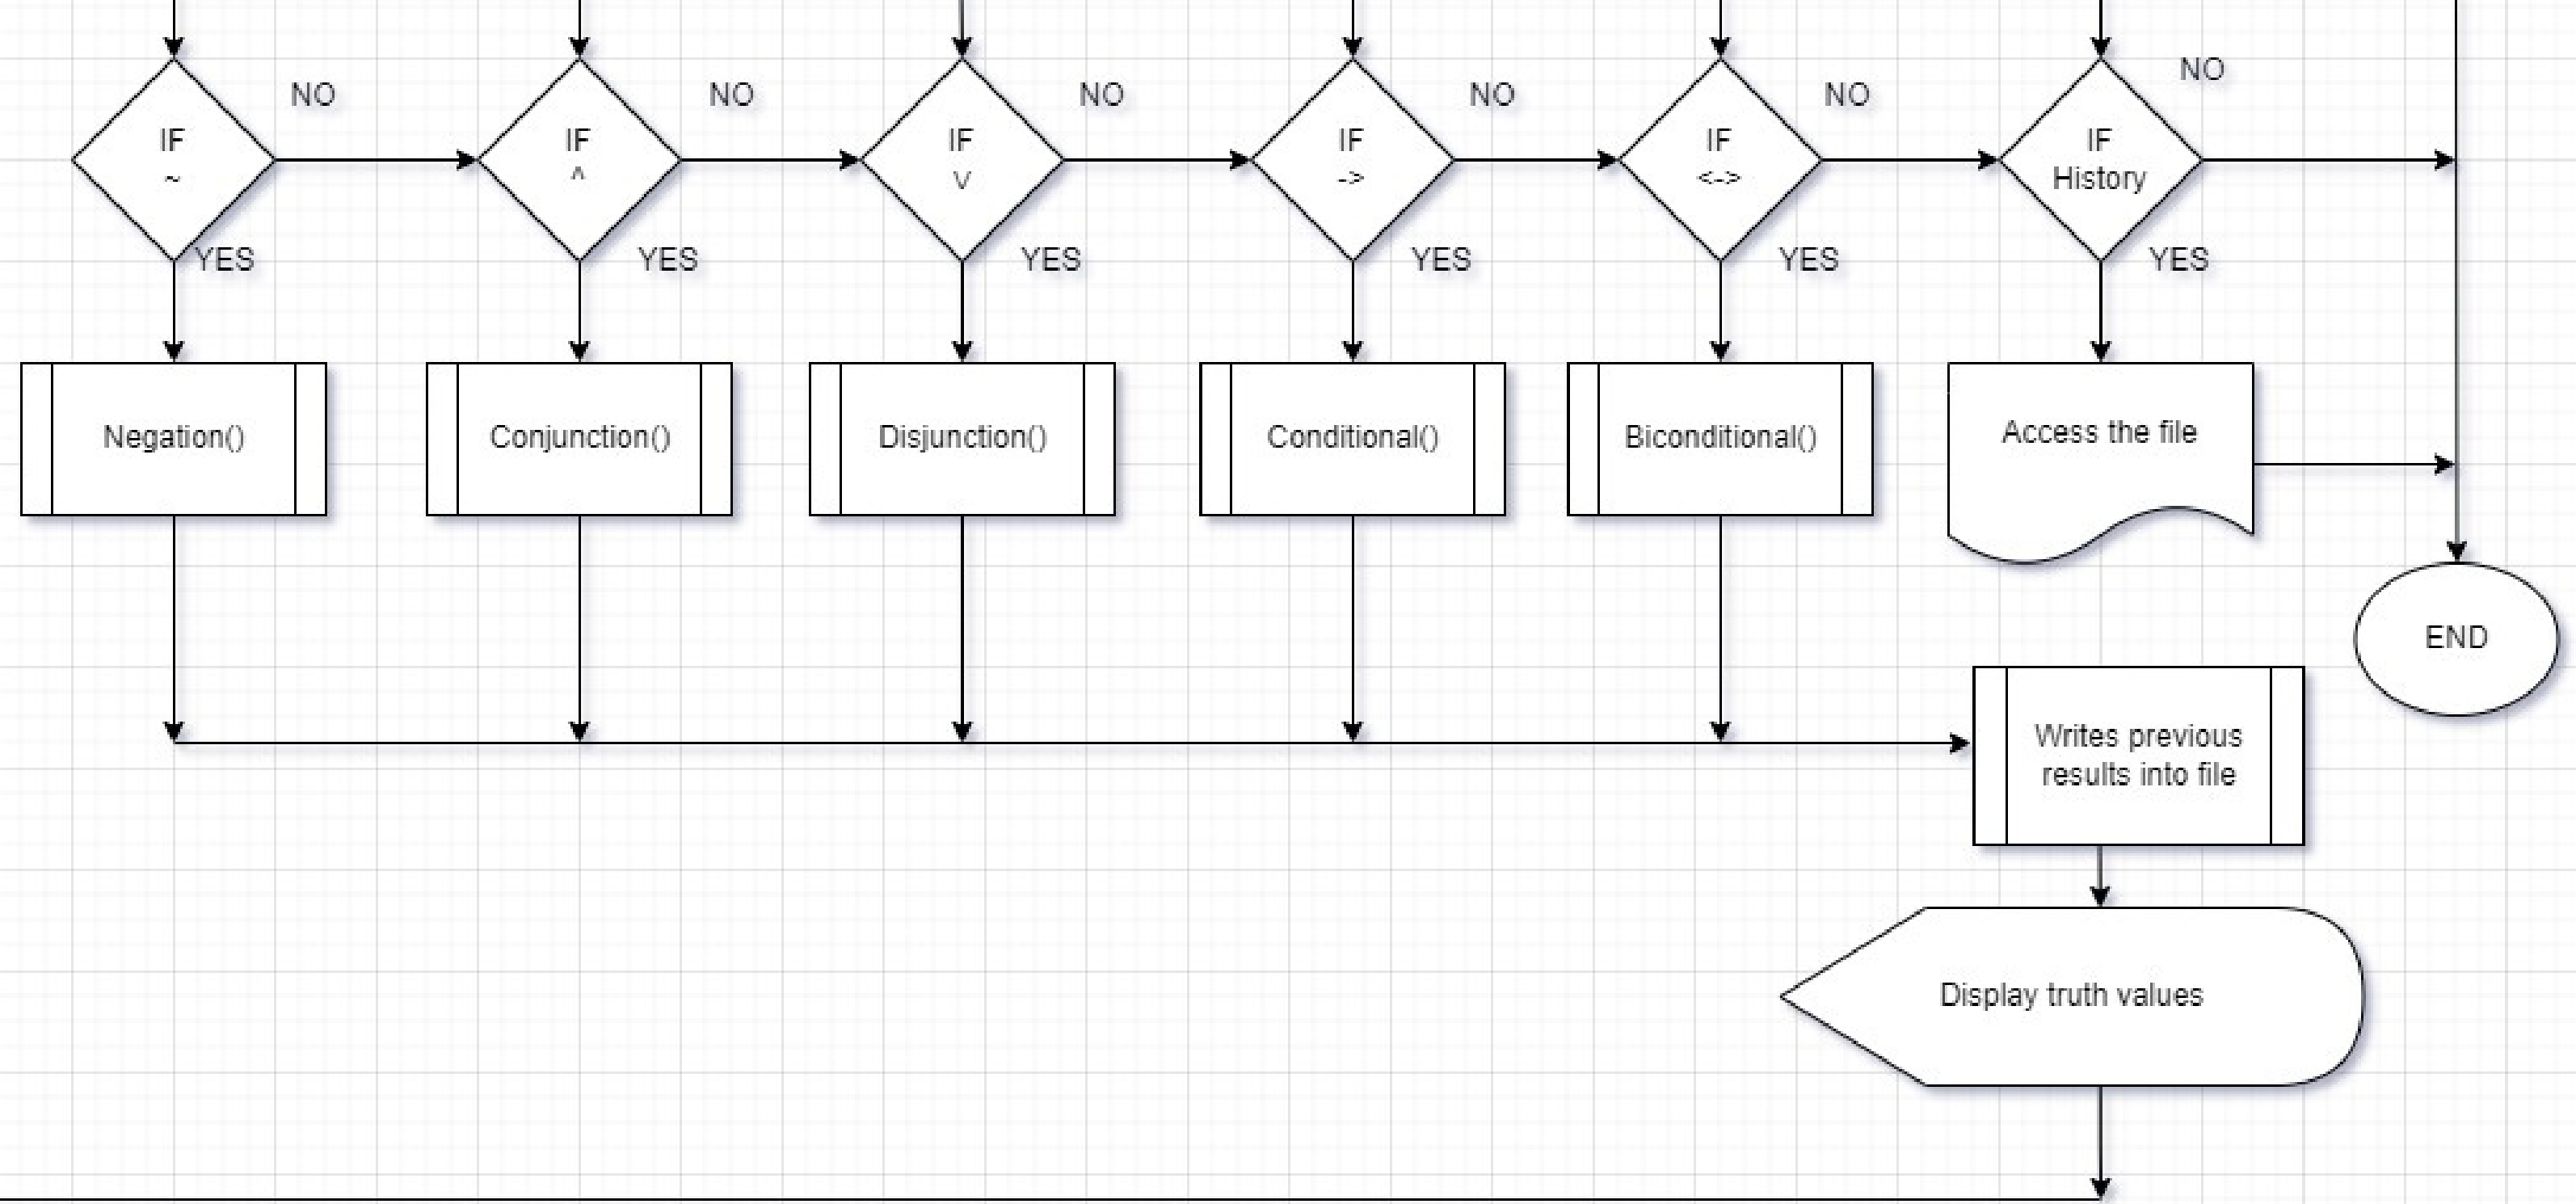 NO
NO
NO
NO
NO
NO
IF
~
IF
^
IF
v
IF
->
IF
<->
IF
History
YES
YES
YES
YES
YES
YES
Negation()
Conjunction()
Disjunction()
Conditional()
Biconditional()
Access the file
END
Writes previous
results into file
Display truth values